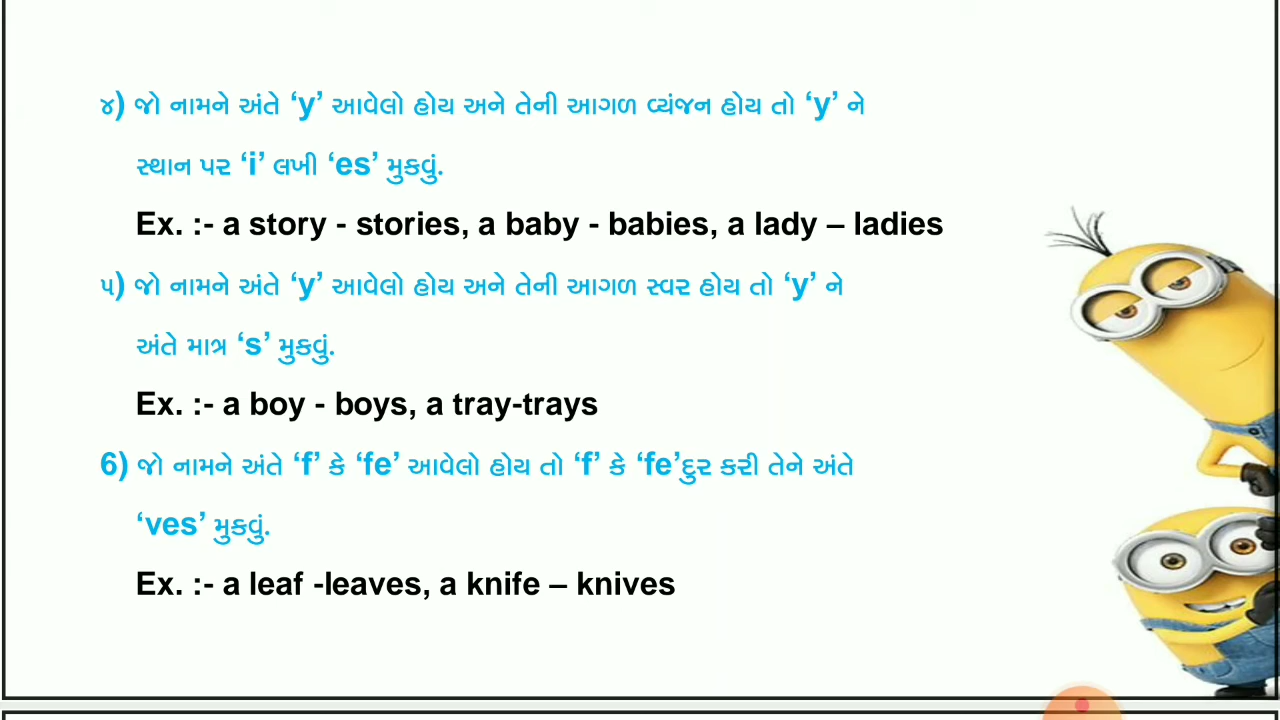 ૪) જો નામને અંતે ‘y’ આવેલો હોય અને તેની આગળ વ્યંજન હોય તો ‘y’ ને
સ્થાન પર ‘i’ લખી ‘es’ મુકવું.
Ex. :- a story - stories, a baby - babies, a lady – ladies
૫) જો નામને અંતે ‘y’ આવેલો હોય અને તેની આગળ સ્વર હોય તો ‘y’ ને
અંતે માત્ર ‘s’ મુકવું.
Ex. :- a boy - boys, a tray-trays
6) જો નામને અંતે ‘f’ કે ‘fe’ આવેલો હોય તો ‘f’ કે ‘fe’દુર કરી તેને અંતે
‘ves’ મુકવું.
Ex. :- a leaf -leaves, a knife – knives